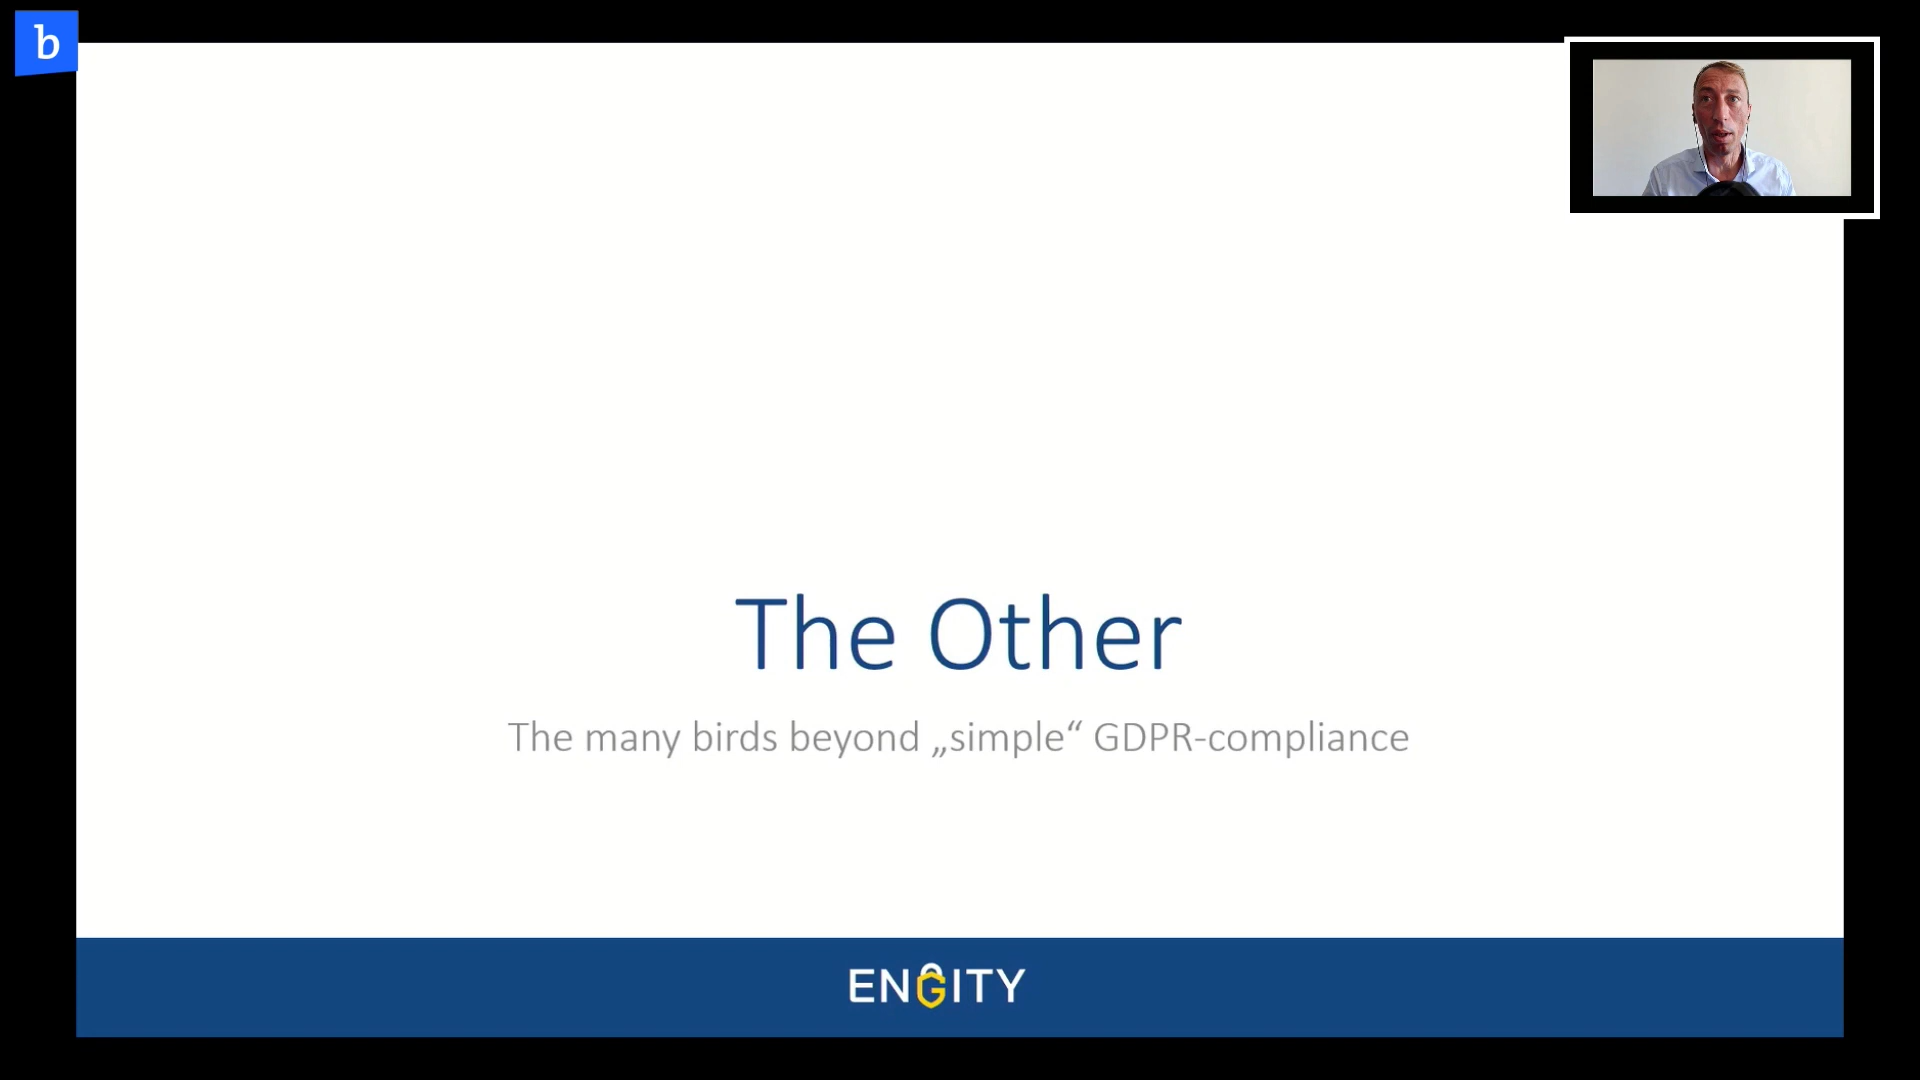 b
The Other
The many birds beyond „simple“ GDPR-compliance
ENGITY